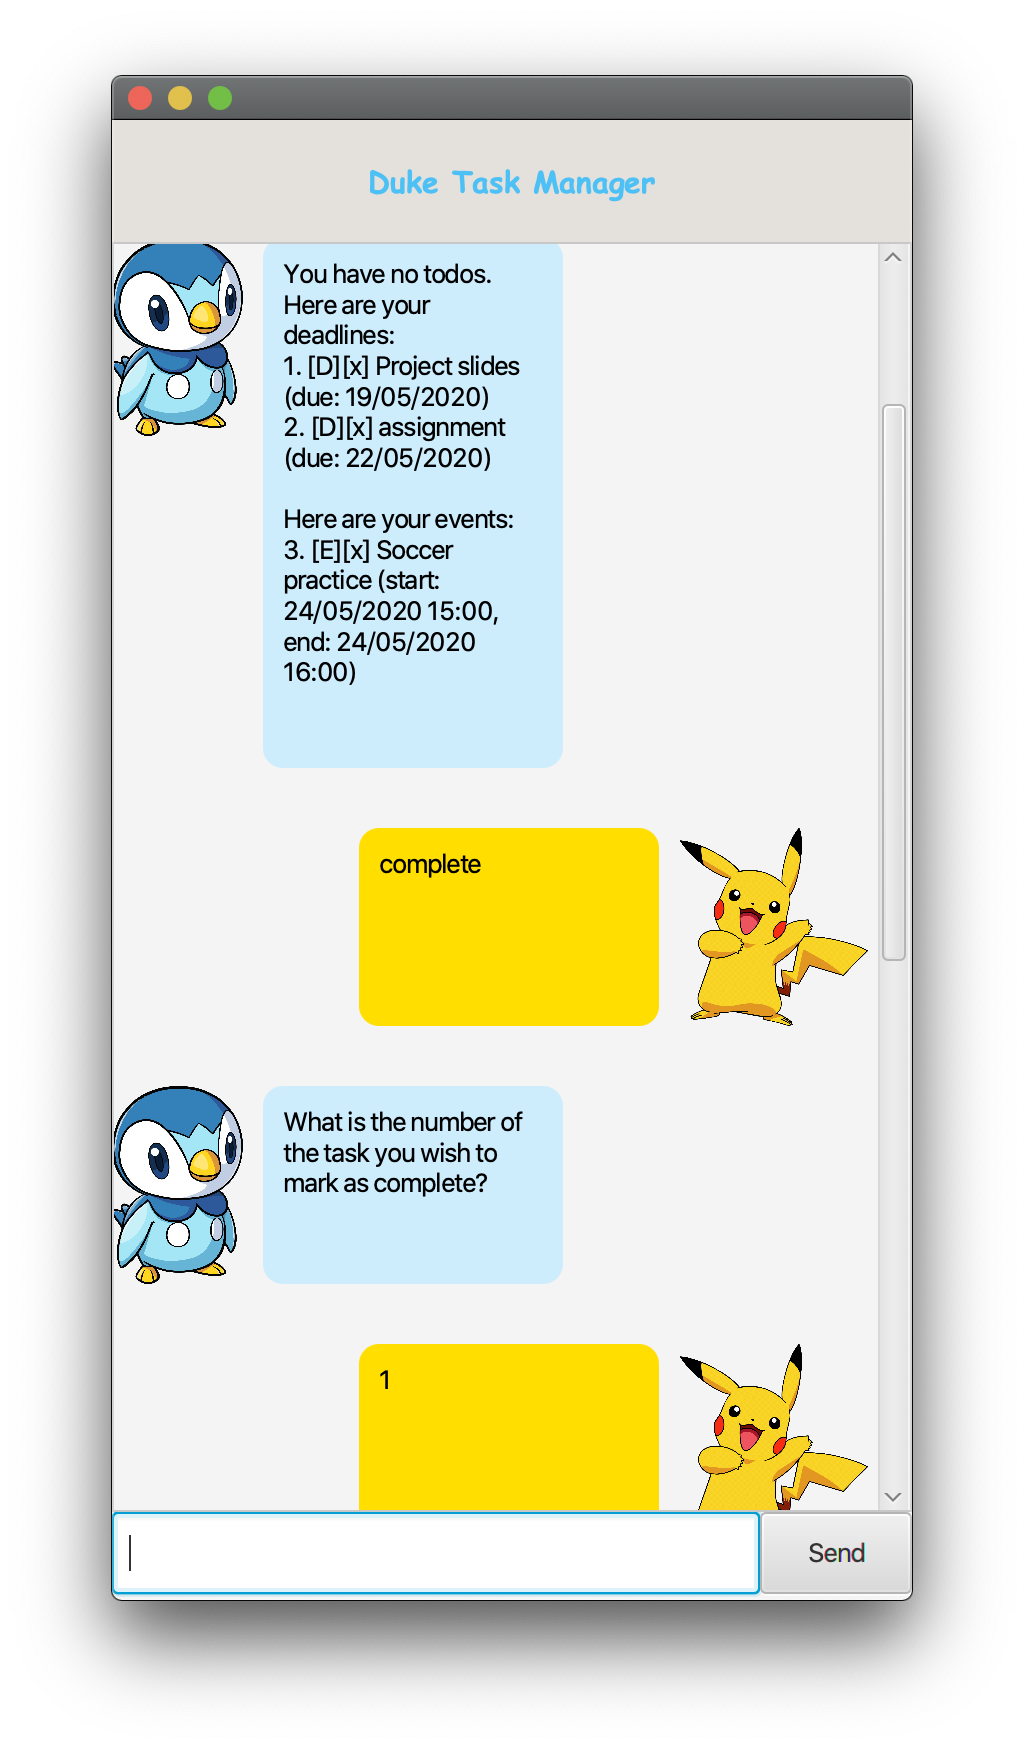 Duke Task Manager
You have no todos.
Here are your
deadlines:
1. [D][x] Project slides
(due: 19/05/2020)
2. [D][x] assignment
(due: 22/05/2020)
Here are your events:
3. [E][x] Soccer
practice (start:
24/05/2020 15:00,
end: 24/05/2020
16:00)
complete
What is the number of
the task you wish to
mark as complete?
1
Send